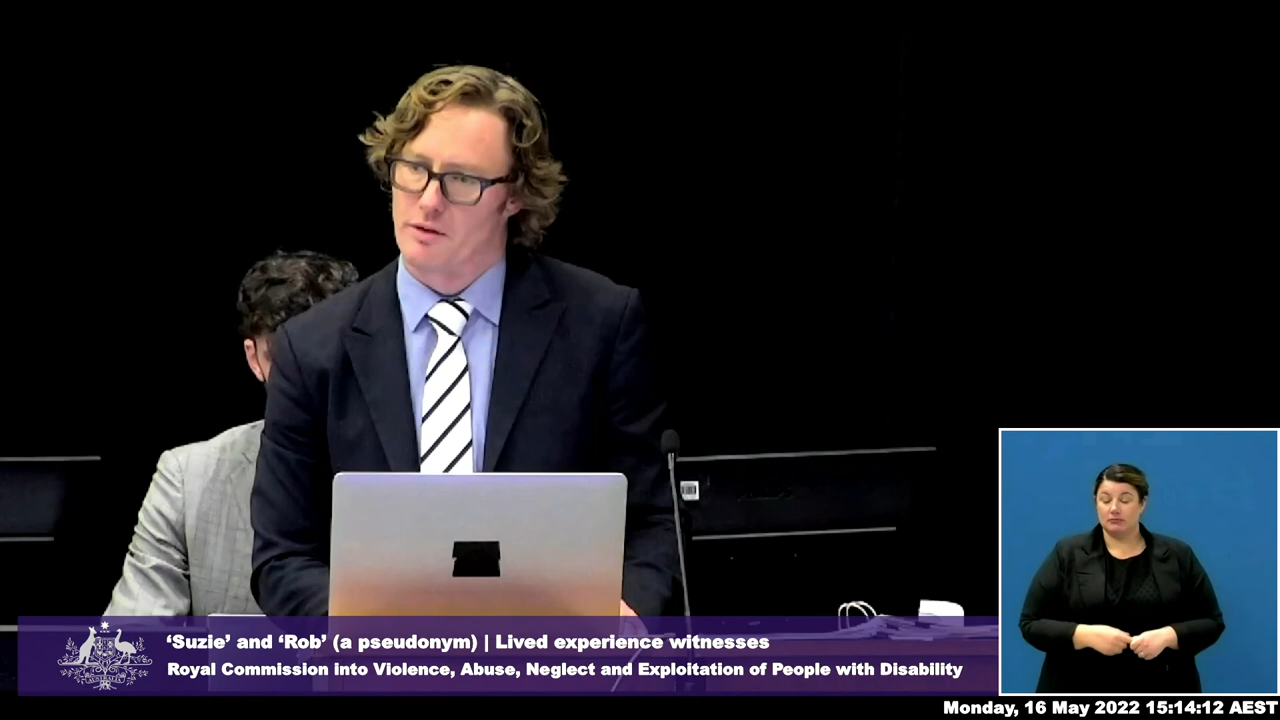 ‘Suzie’ and ‘Rob’ (a pseudonym) | Lived experience witnesses
Royal Commission into Violence, Abuse, Neglect and Exploitation of People with Disability
Monday, 16 May 2022 15:14:12 AEST